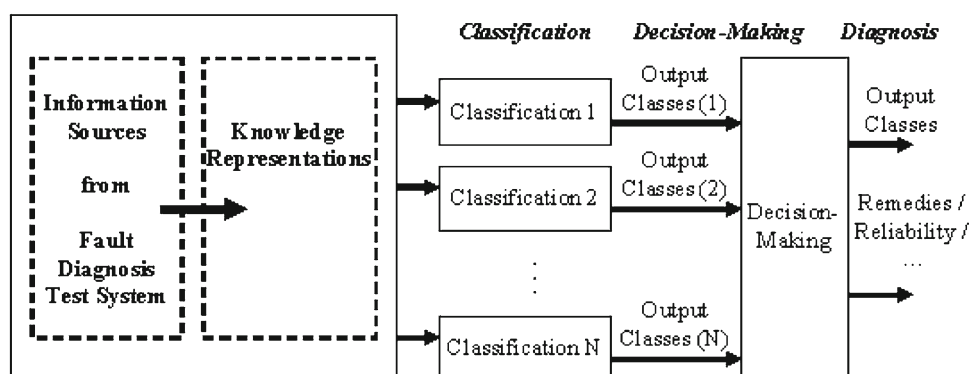 Classification
Decision-Making
Diagnosis
Information
Sources
from
Fault
Diagnosis
Test System
Knowledge
Representations
Classification 1
Output
Classes (1)
Classification 2
Output
Classes (2)
⋮
Classification N
Output
Classes (N)
Decision-
Making
Output
Classes
Remedies /
Reliability /
...